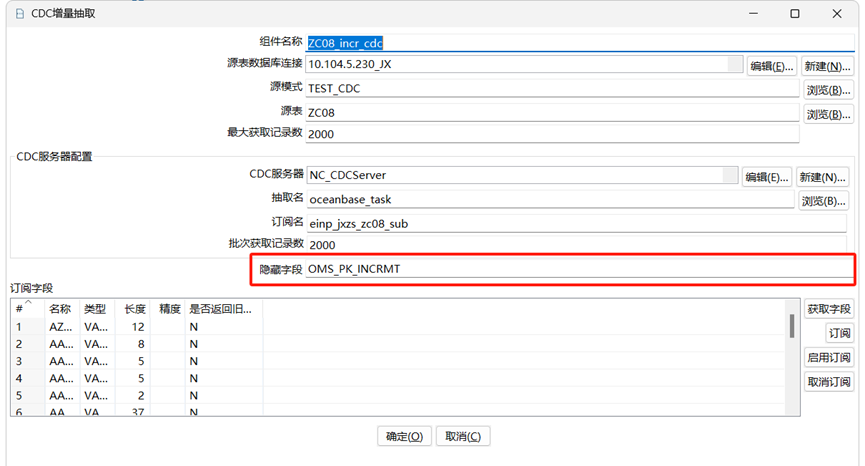 CDC增量抽取
组件名称 ZC08_incr_cdc
源表数据库连接 10.104.5.230_JX 编辑(E)... 新建(N)...
源模式 TEST_CDC 浏览(B)...
源表 ZC08 浏览(B)...
最大获取记录数 2000
CDC服务器配置
CDC服务器 NC_CDCServer 编辑(E)... 新建(N)...
抽取名 oceanbase_task 浏览(B)...
订阅名 einp_jxzs_zc08_sub
批次获取记录数 2000
隐藏字段 OMS_PK_INCRMT
订阅字段
# 名称 类型 长度 精度 是否返回旧... 获取字段
1 AZ... VA... 12 N
订阅
2 AA... VA... 8 N
3 AA... VA... 5 N 启用订阅
4 AA... VA... 5 N 取消订阅
5 AA... VA... 2 N
6 AA... VA... 37 N
确定(O) 取消(C)